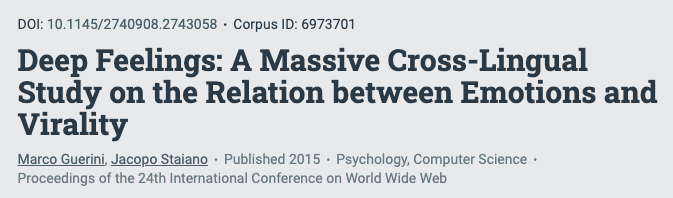 DOI: 10.1145/2740908.2743058 · Corpus ID: 6973701
Deep Feelings: A Massive Cross-Lingual
Study on the Relation between Emotions and
Virality
Marco Guerini, Jacopo Staiano · Published 2015 · Psychology, Computer Science ·
Proceedings of the 24th International Conference on World Wide Web